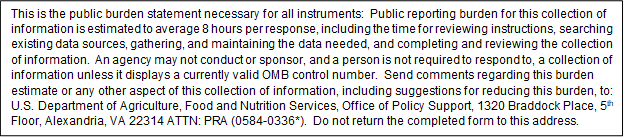 This is the public burden statement necessary for all instruments:  Public reporting burden for this collection of
information is estimated to average 8 hours per response, including the time for reviewing instructions, searching
existing data sources, gathering, and maintaining the data needed, and completing and reviewing the collection
of information.  An agency may not conduct or sponsor, and a person is not required to respond to, a collection of
information unless it displays a currently valid OMB control number.  Send comments regarding this burden
estimate or any other aspect of this collection of information, including suggestions for reducing this burden, to:
U.S. Department of Agriculture, Food and Nutrition Services, Office of Policy Support, 1320 Braddock Place, 5th
Floor, Alexandria, VA 22314 ATTN: PRA (0584-0336*).  Do not return the completed form to this address.